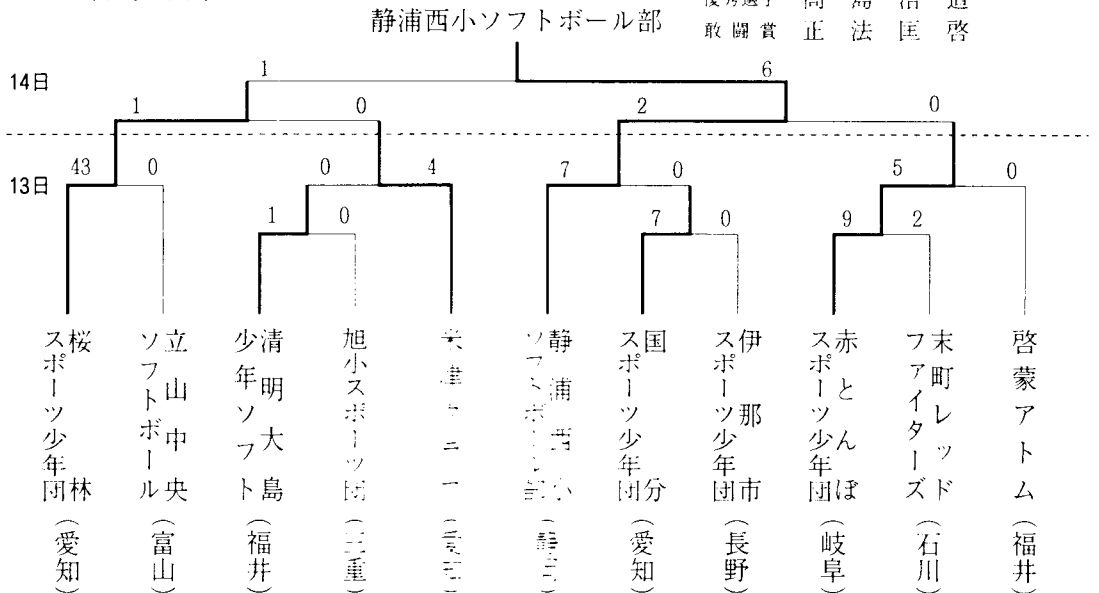 静浦西小ソフトボール部
敢闘賞 正 法 匡 啓
14日
1 6
1 0 2 0
13日
43 0 0 4 7 0 5 0
1 0 7 0 9 2
桜林スポーツ少年団(愛知)
立山中央ソフトボール(富山)
清明大島少年ソフト(福井)
旭小スポーツ団
静浦西小ソフトボール部
国分スポーツ少年団(愛知)
伊那市スポーツ少年団(長野)
赤とんぼスポーツ少年団(岐阜)
末町レッドファイターズ(石川)
啓蒙アトム(福井)